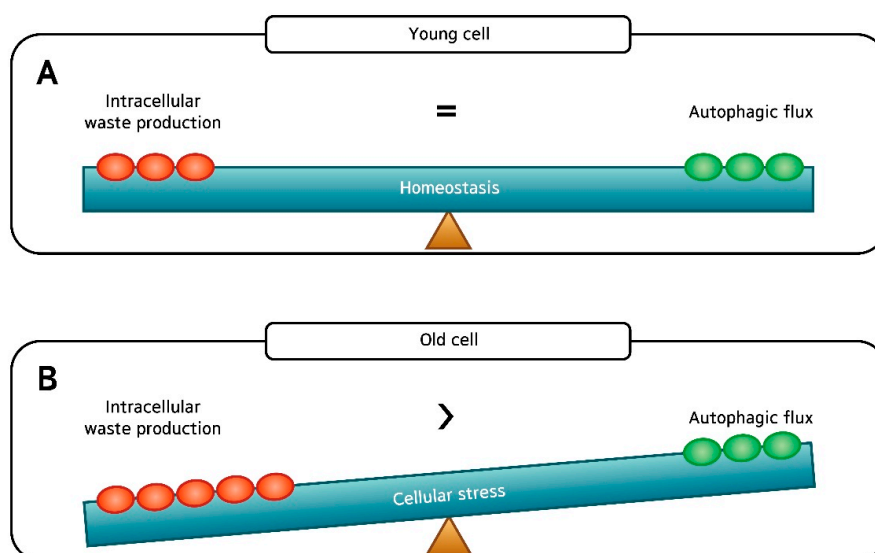 Young cell
A
Intracellular
waste production
=
Autophagic flux
Homeostasis
Old cell
B
Intracellular
waste production
>
Autophagic flux
Cellular stress